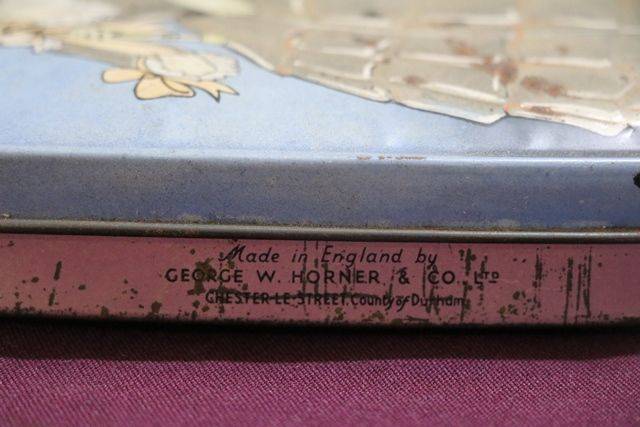 Made in England by
GEORGE W. HORNER & CO. LTD
CHESTER-LE-STREET County of Durham